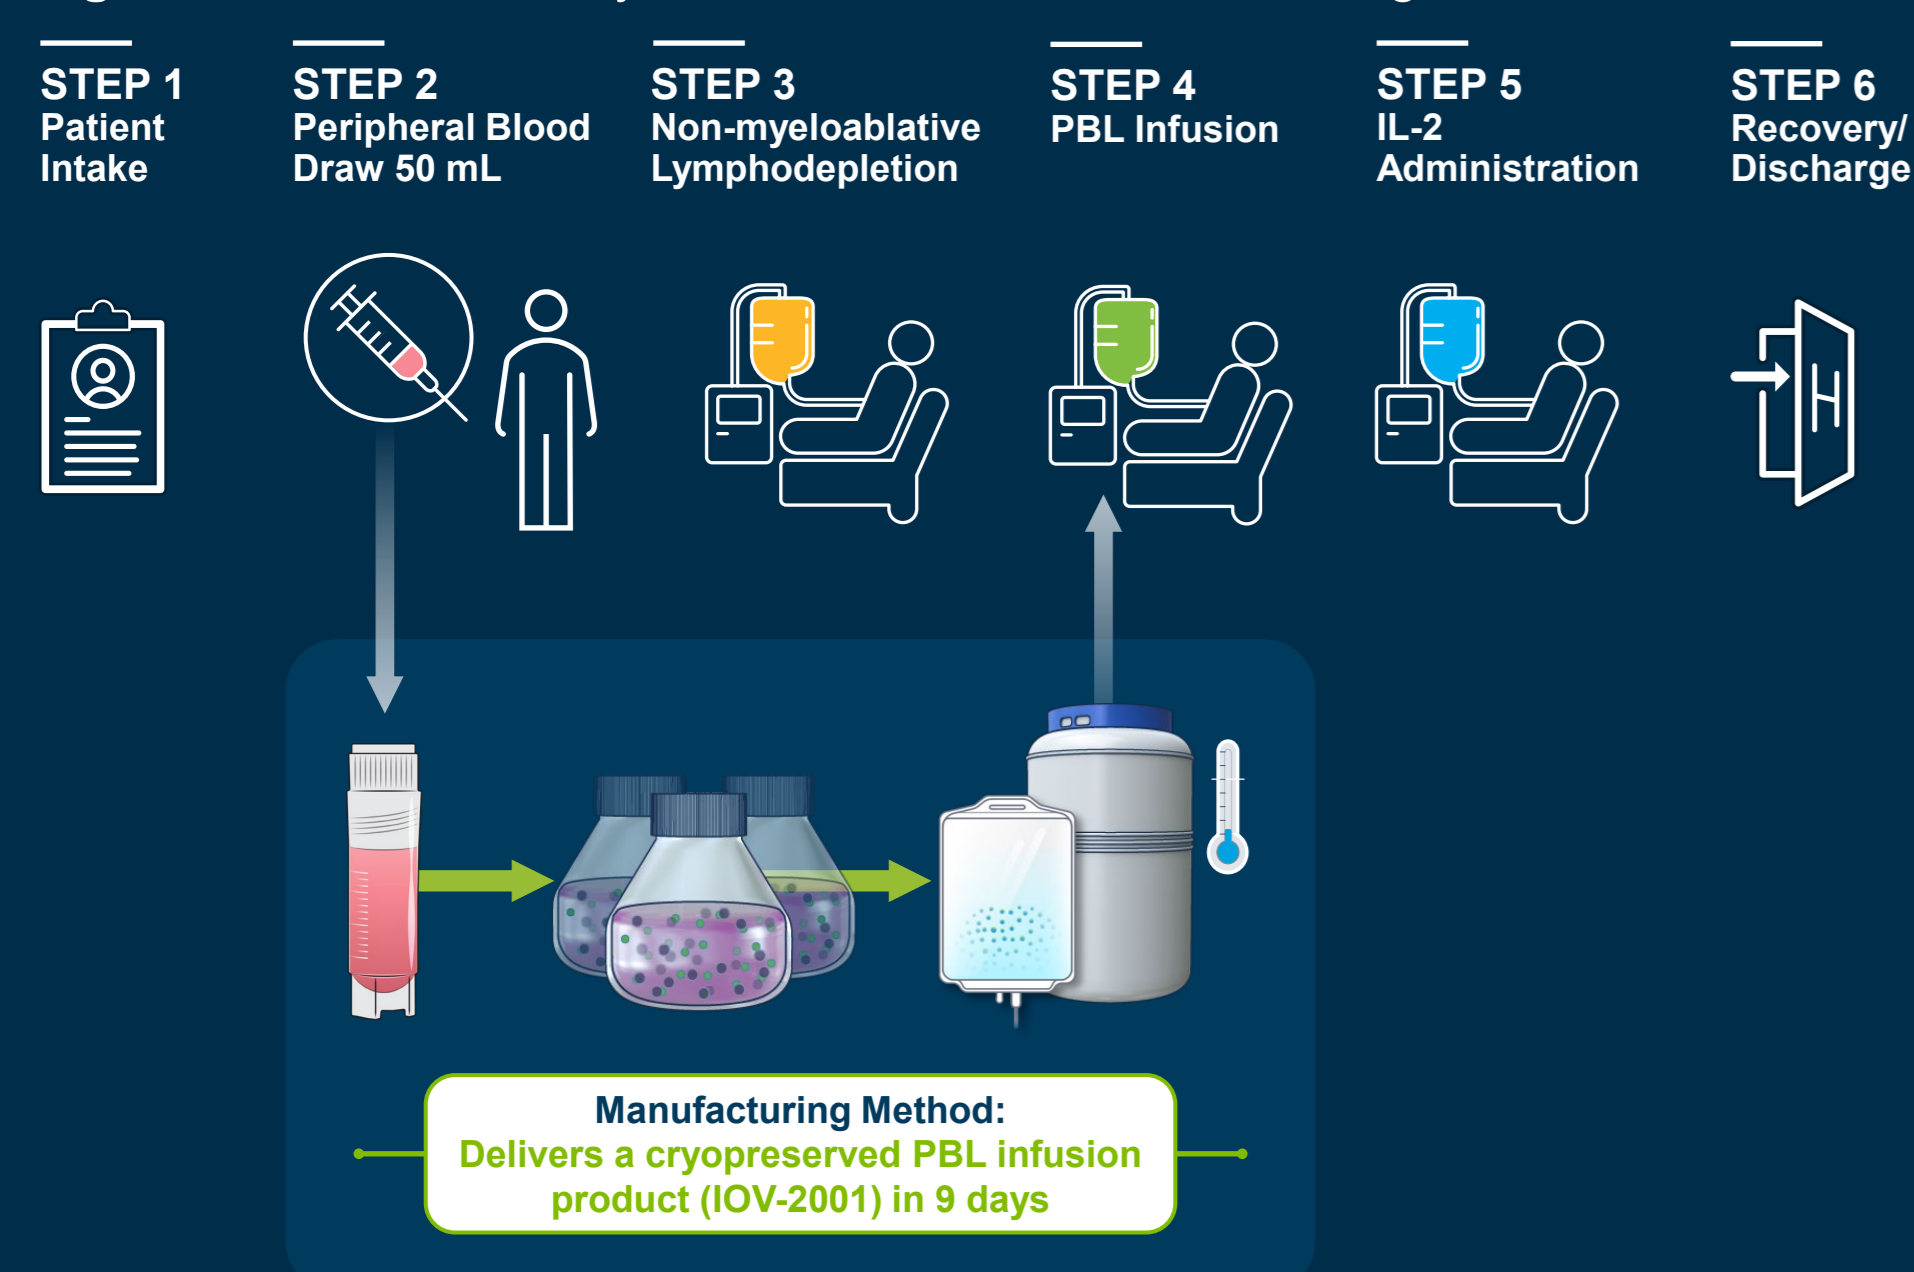 STEP 1
Patient
Intake
STEP 2
Peripheral Blood
Draw 50 mL
STEP 3
Non-myeloablative
Lymphodepletion
STEP 4
PBL Infusion
STEP 5
IL-2
Administration
STEP 6
Recovery/
Discharge
H
Manufacturing Method:
Delivers a cryopreserved PBL infusion
product (IOV-2001) in 9 days